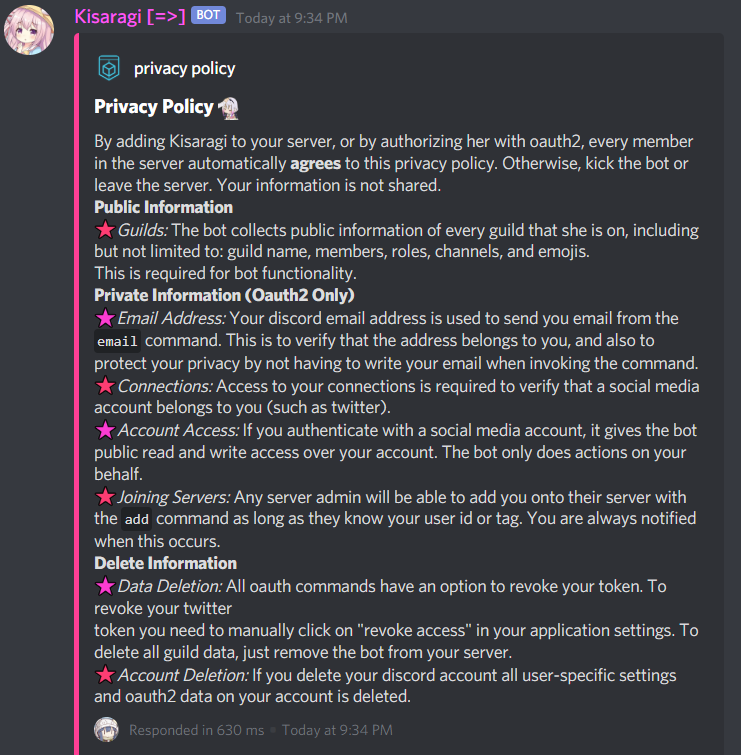 Kisaragi [=>] BOT Today at 9:34 PM
privacy policy
Privacy Policy
By adding Kisaragi to your server, or by authorizing her with oauth2, every member
in the server automatically agrees to this privacy policy. Otherwise, kick the bot or
leave the server. Your information is not shared.
Public Information
Guilds: The bot collects public information of every guild that she is on, including
but not limited to: guild name, members, roles, channels, and emojis.
This is required for bot functionality.
Private Information (Oauth2 Only)
Email Address: Your discord email address is used to send you email from the
email command. This is to verify that the address belongs to you, and also to
protect your privacy by not having to write your email when invoking the command.
Connections: Access to your connections is required to verify that a social media
account belongs to you (such as twitter).
Account Access: If you authenticate with a social media account, it gives the bot
public read and write access over your account. The bot only does actions on your
behalf.
Joining Servers: Any server admin will be able to add you onto their server with
the add command as long as they know your user id or tag. You are always notified
when this occurs.
Delete Information
Data Deletion: All oauth commands have an option to revoke your token. To
revoke your twitter
token you need to manually click on "revoke access" in your application settings. To
delete all guild data, just remove the bot from your server.
Account Deletion: If you delete your discord account all user-specific settings
and oauth2 data on your account is deleted.
Responded in 630 ms • Today at 9:34 PM